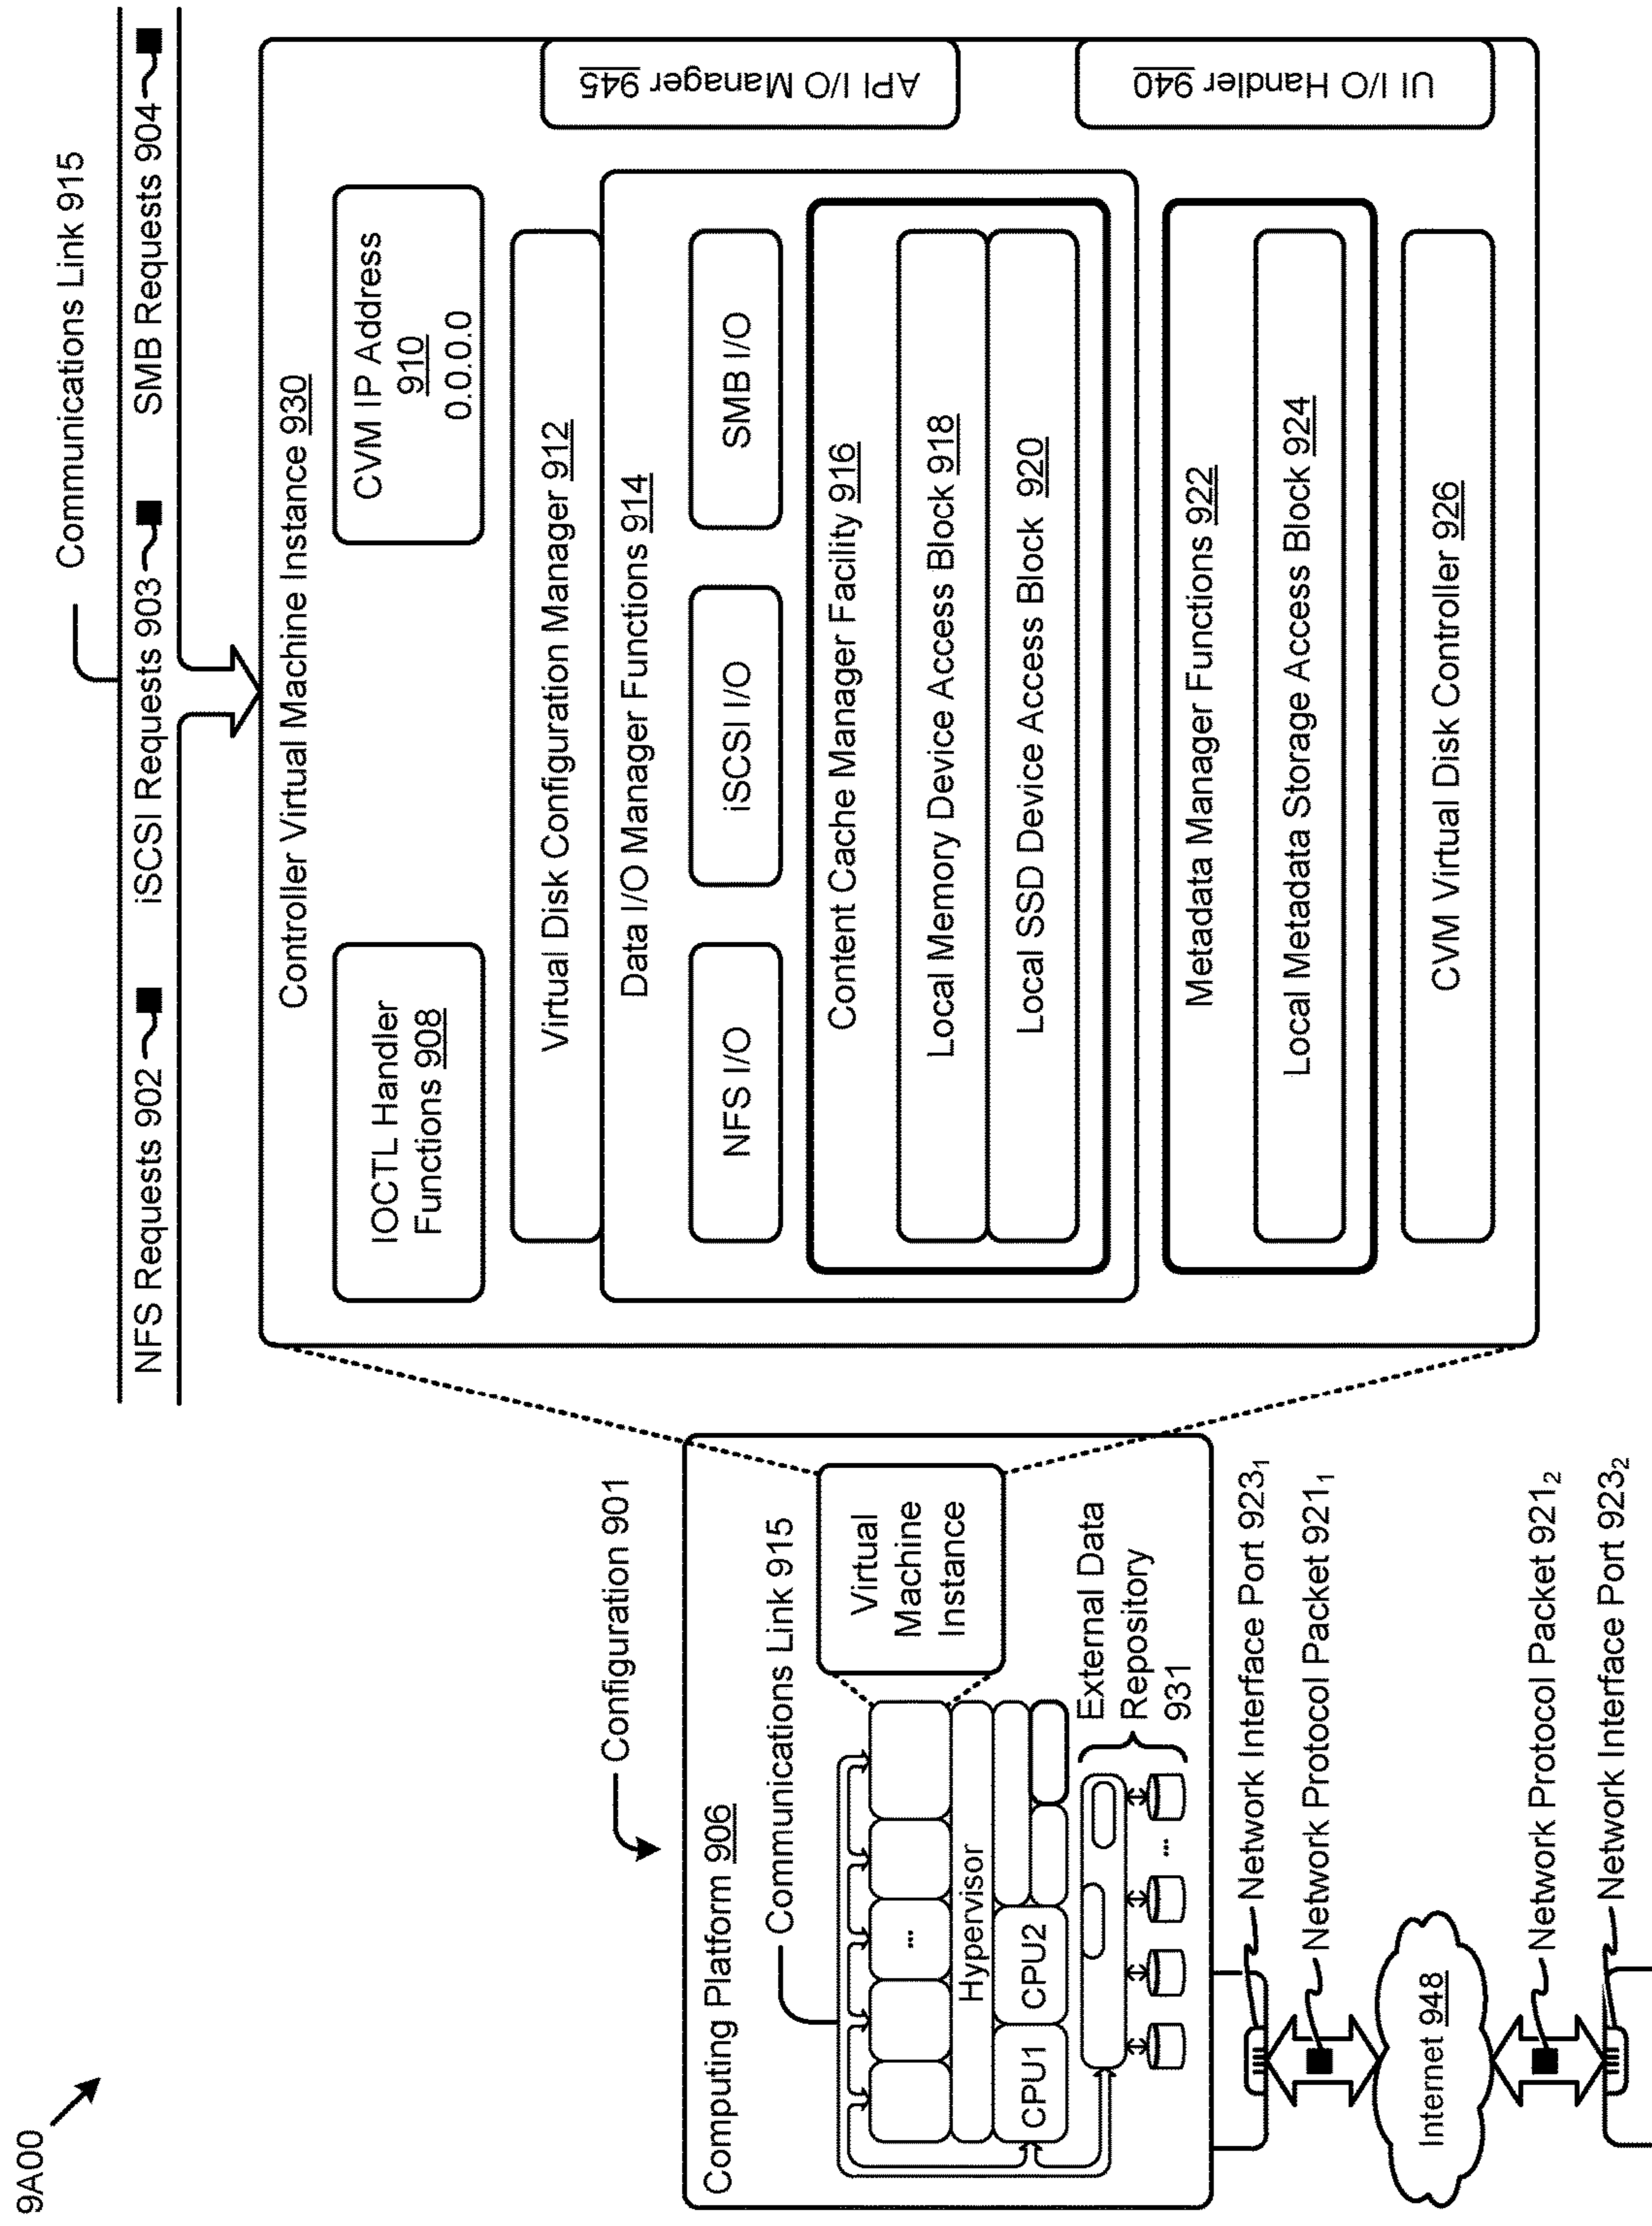 9A00
Communications Link 915
NFS Requests 902
iSCSI Requests 903
SMB Requests 904
Configuration 901
Computing Platform 906
Communications Link 915
...
Hypervisor
CPU1
CPU2
Virtual
Machine
Instance
External Data
Repository
931
...
Network Interface Port 923₁
Network Protocol Packet 921₁
Internet 948
Network Protocol Packet 921₂
Network Interface Port 923₂
Controller Virtual Machine Instance 930
IOCTL Handler
Functions 908
CVM IP Address
910
0.0.0.0
Virtual Disk Configuration Manager 912
Data I/O Manager Functions 914
NFS I/O
iSCSI I/O
SMB I/O
Content Cache Manager Facility 916
Local Memory Device Access Block 918
Local SSD Device Access Block 920
Metadata Manager Functions 922
Local Metadata Storage Access Block 924
CVM Virtual Disk Controller 926
API I/O Manager 945
UI I/O Handler 940